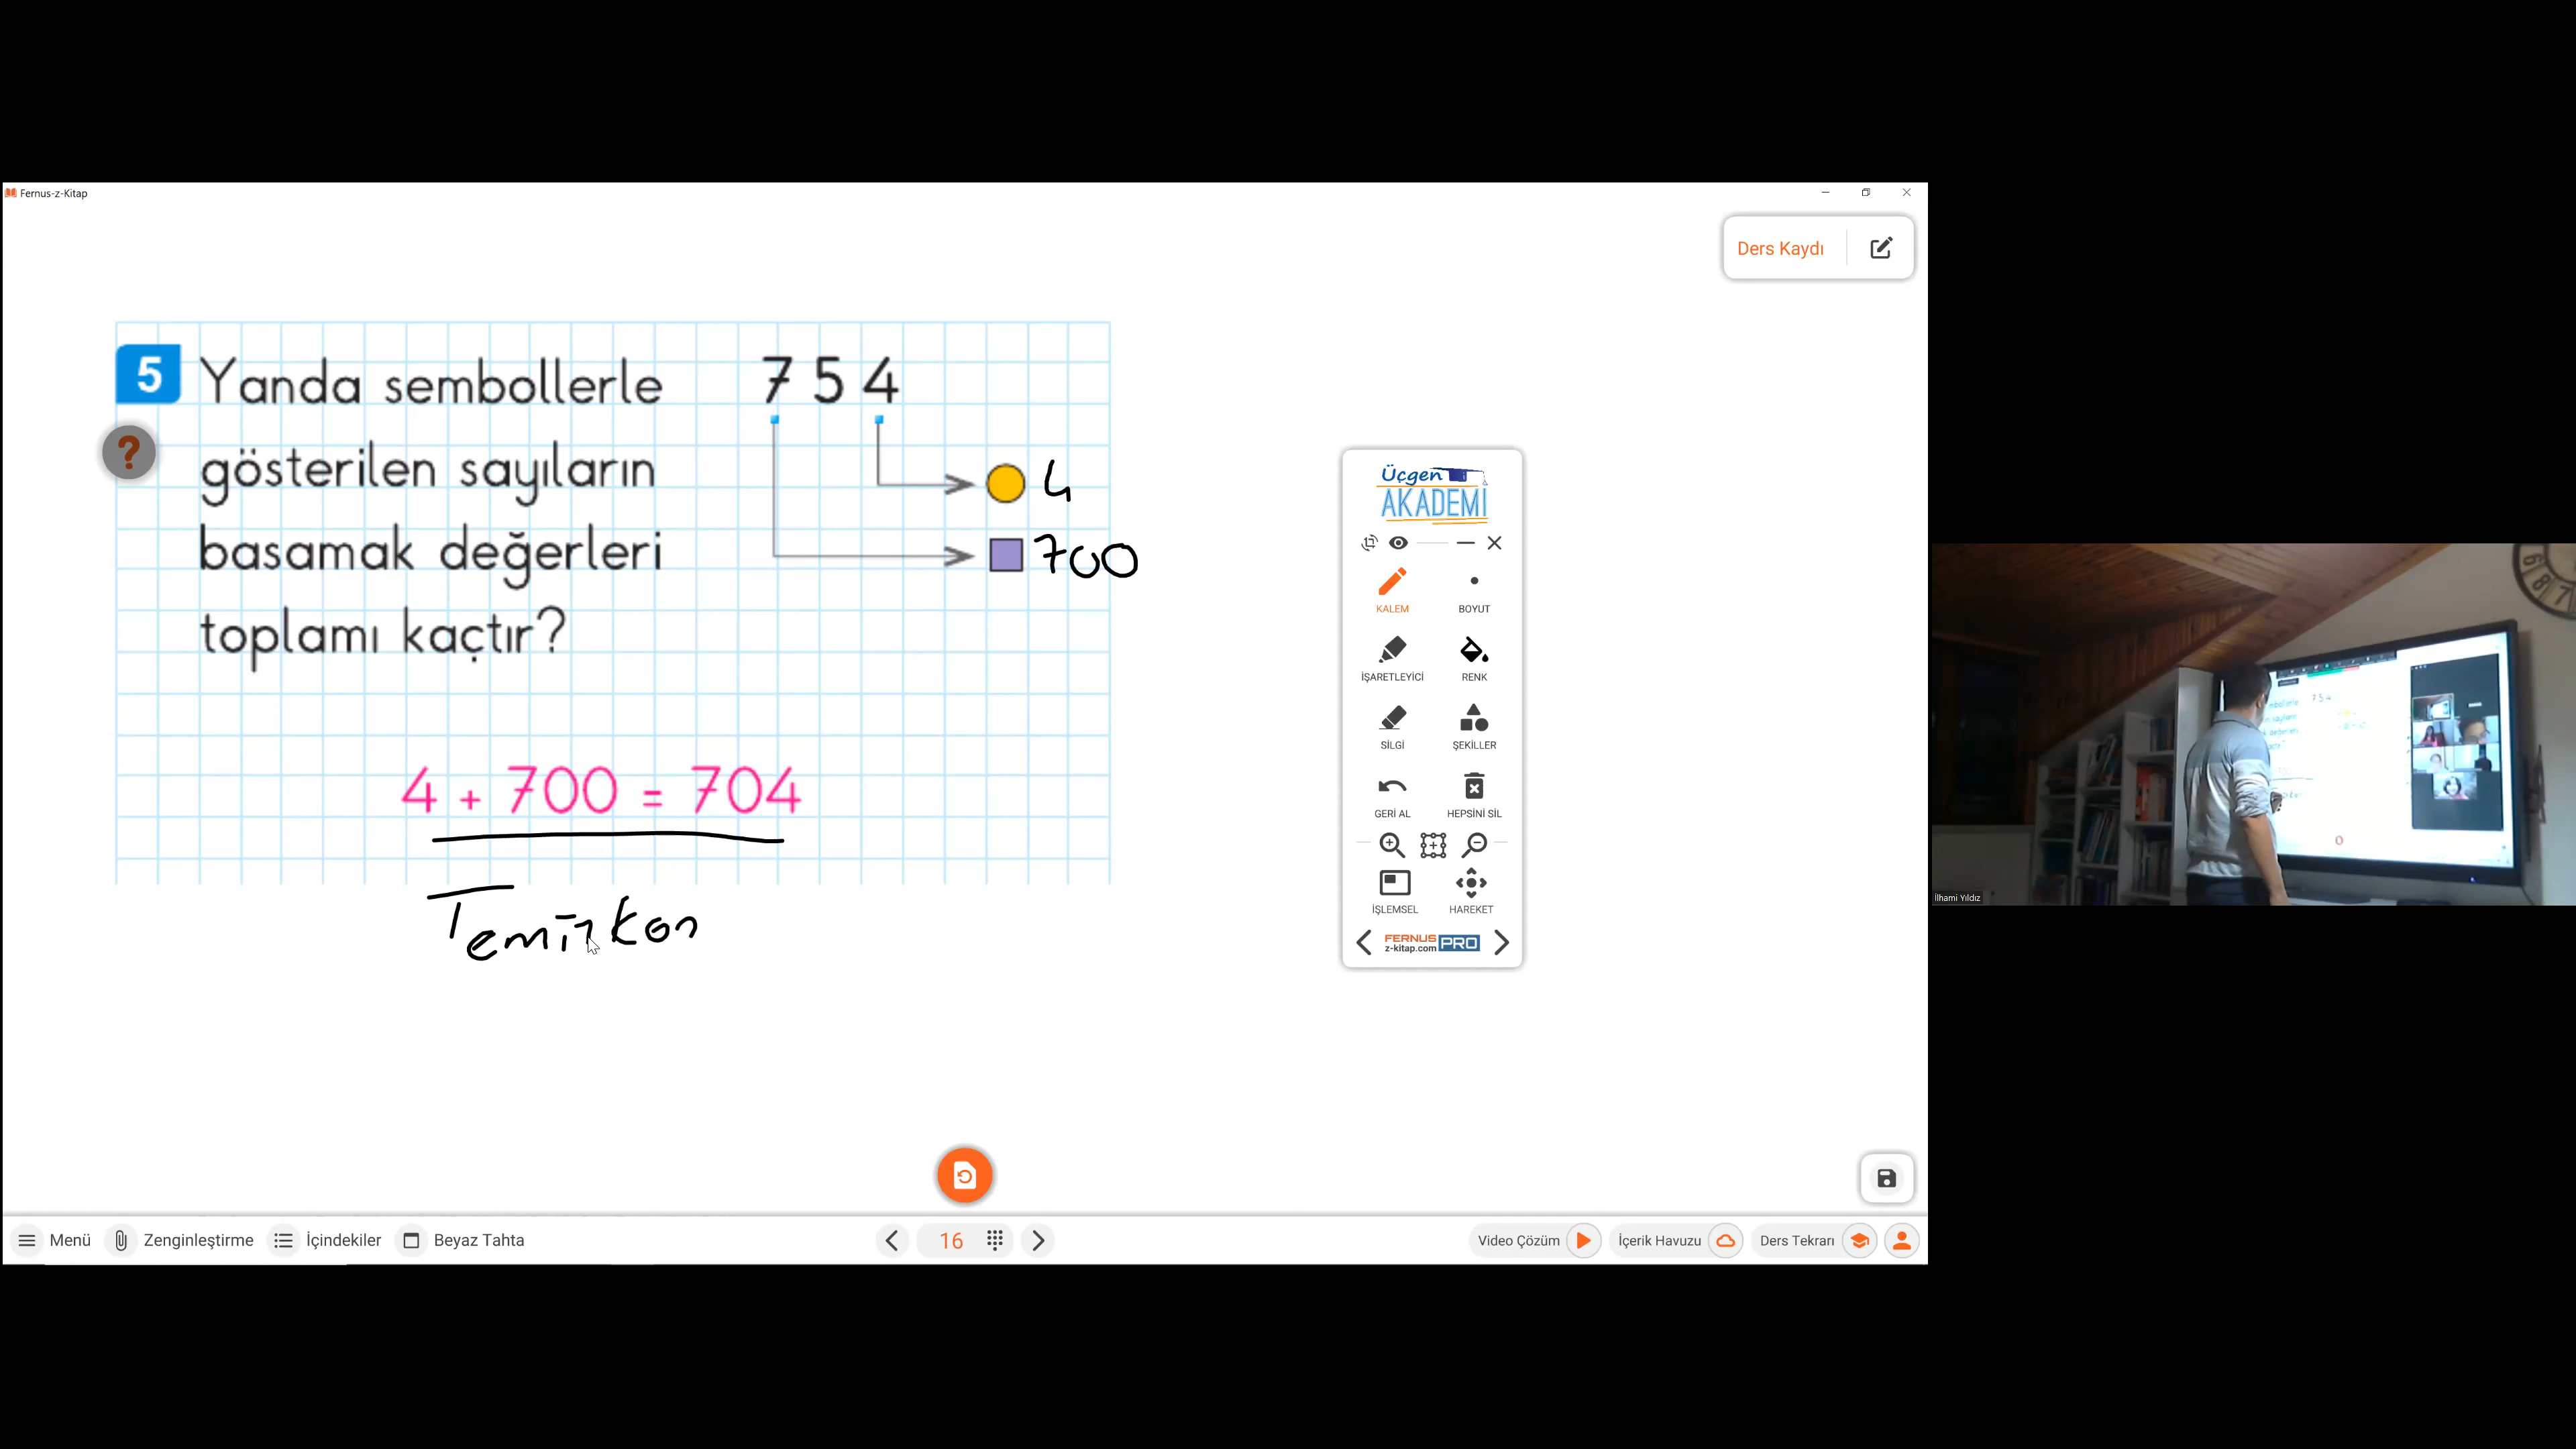 Fernus-z-Kitap
Ders Kaydı
5 Yanda sembollerle
gösterilen sayıların
basamak değerleri
toplamı kaçtır?
?
7 5 4
4
700
4 + 700 = 704
Temirkan
Üçgen
AKADEMİ
KALEM BOYUT
İŞARETLEYİCİ RENK
SİLGİ ŞEKİLLER
GERİ AL HEPSİNİ SİL
İŞLEMSEL HAREKET
FERNUS PRO
z-kitap.com
İlhami Yıldız
Menü Zenginleştirme İçindekiler Beyaz Tahta 16 Video Çözüm İçerik Havuzu Ders Tekrarı